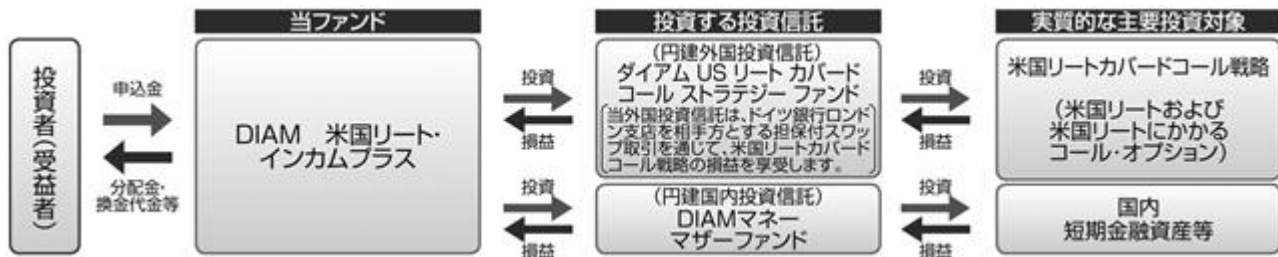 当ファンド
投資する投資信託
実質的な主要投資対象
投資者(受益者)
申込金
分配金・
換金代金等
DIAM 米国リート・
インカムプラス
投資
損益
投資
損益
(円建外国投資信託)
ダイアム US リート カバード
コール ストラテジー ファンド
当外国投資信託は、ドイツ銀行ロンド
ン支店を相手方とする担保付スワッ
プ取引を通じて、米国リートカバード
コール戦略の損益を享受します。
(円建国内投資信託)
DIAMマネー
マザーファンド
投資
損益
投資
損益
米国リートカバードコール戦略
(米国リートおよび
米国リートにかかる
コール・オプション)
国内
短期金融資産等